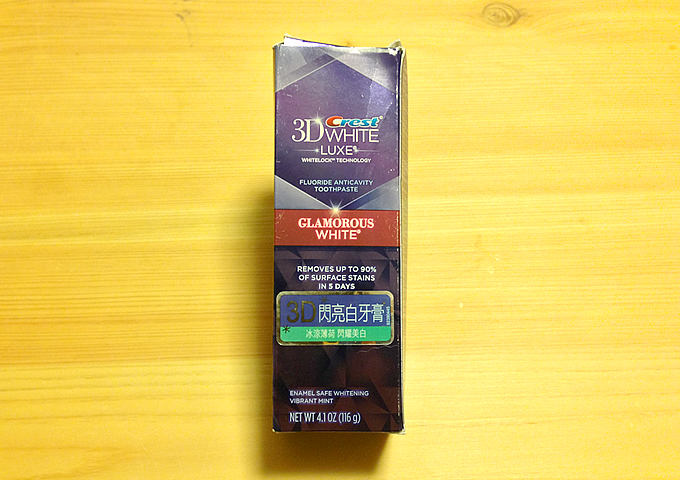 Crest
3D WHITE
LUXE
WHITELOCK™ TECHNOLOGY
FLUORIDE ANTICAVITY
TOOTHPASTE
GLAMOROUS
WHITE®
REMOVES UP TO 90%
OF SURFACE STAINS
IN 5 DAYS
3D 閃亮白牙膏
冰涼薄荷 閃耀美白
ENAMEL SAFE WHITENING
VIBRANT MINT
NET WT 4.1 OZ (116 g)